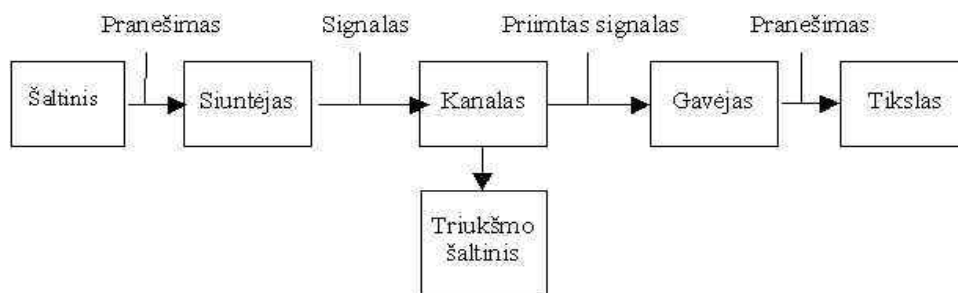 Pranešimas
Signalas
Priimtas signalas
Pranešimas
Šaltinis
Siuntėjas
Kanalas
Gavėjas
Tikslas
Triukšmo
šaltinis